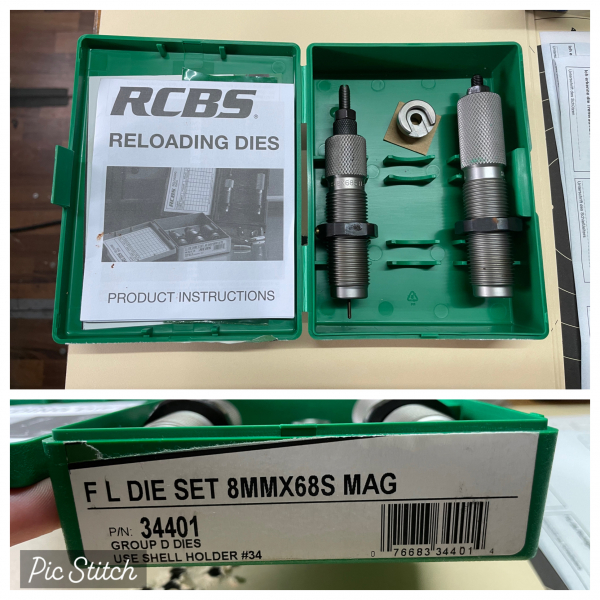 RCBS®
RELOADING DIES
PRODUCT INSTRUCTIONS
F L DIE SET 8MMX68S MAG
P/N: 34401
GROUP D DIES
USE SHELL HOLDER #34
0 76683 34401 4
Pic Stitch